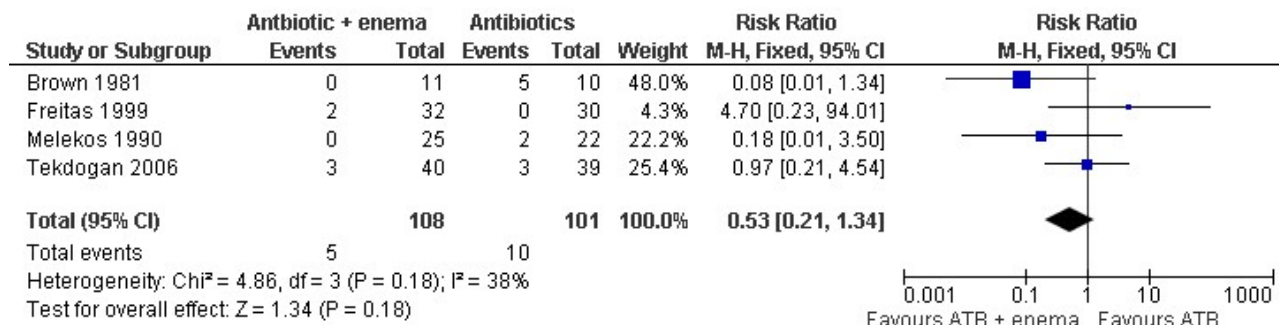 Antbiotic + enema Antibiotics Risk Ratio Risk Ratio
Study or Subgroup Events Total Events Total Weight M-H, Fixed, 95% CI M-H, Fixed, 95% CI
Brown 1981 0 11 5 10 48.0% 0.08 [0.01, 1.34]
Freitas 1999 2 32 0 30 4.3% 4.70 [0.23, 94.01]
Melekos 1990 0 25 2 22 22.2% 0.18 [0.01, 3.50]
Tekdogan 2006 3 40 3 39 25.4% 0.97 [0.21, 4.54]
Total (95% CI) 108 101 100.0% 0.53 [0.21, 1.34]
Total events 5 10
Heterogeneity: Chi² = 4.86, df = 3 (P = 0.18); I² = 38%
Test for overall effect: Z = 1.34 (P = 0.18)
0.001 0.1 1 10 1000
Favours ATB + enema Favours ATB